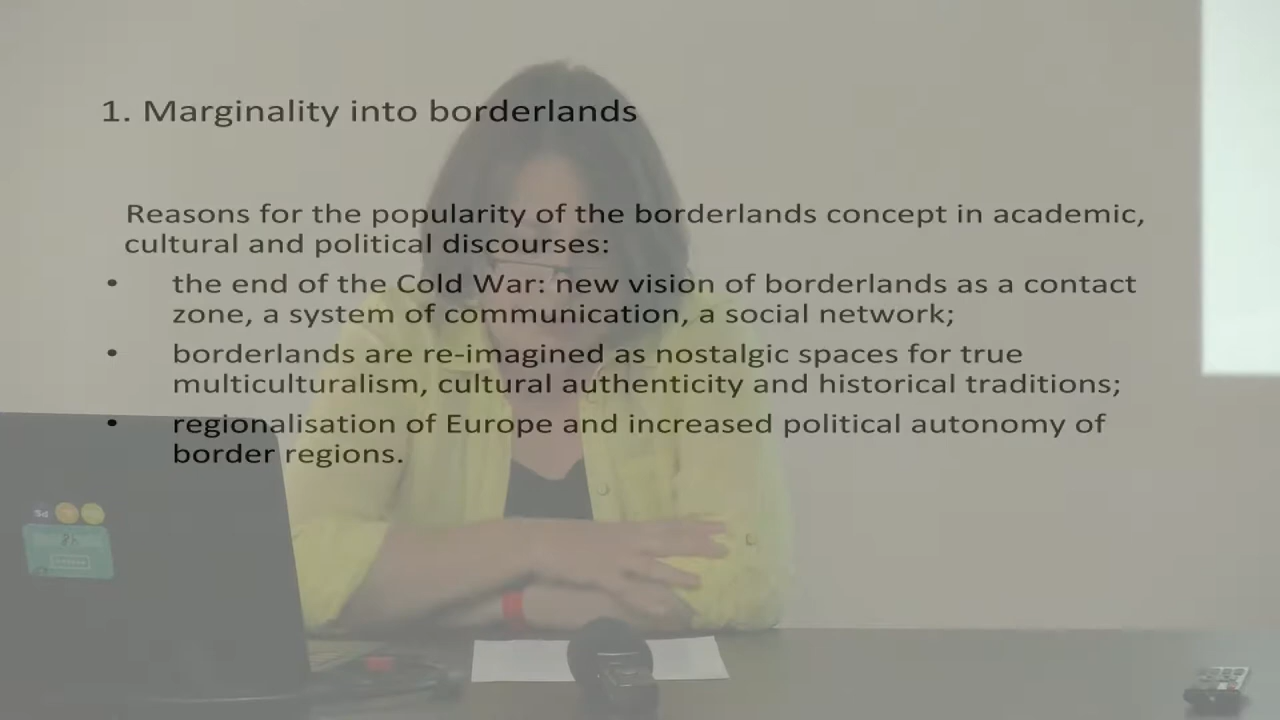 1. Marginality into borderlands
Reasons for the popularity of the borderlands concept in academic,
cultural and political discourses:
• the end of the Cold War: new vision of borderlands as a contact
zone, a system of communication, a social network;
• borderlands are re-imagined as nostalgic spaces for true
multiculturalism, cultural authenticity and historical traditions;
• regionalisation of Europe and increased political autonomy of
border regions.